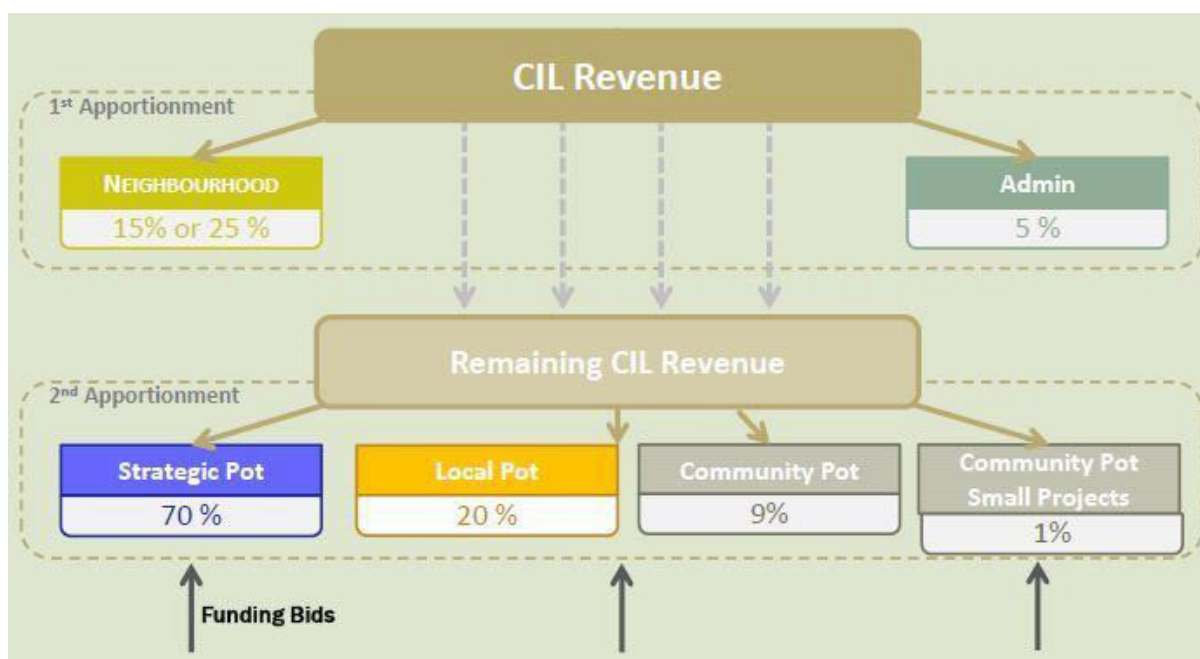 CIL Revenue
1st Apportionment
NEIGHBOURHOOD
15% or 25 %
Admin
5 %
Remaining CIL Revenue
2nd Apportionment
Strategic Pot
70 %
Local Pot
20 %
Community Pot
9%
Community Pot
Small Projects
1%
Funding Bids